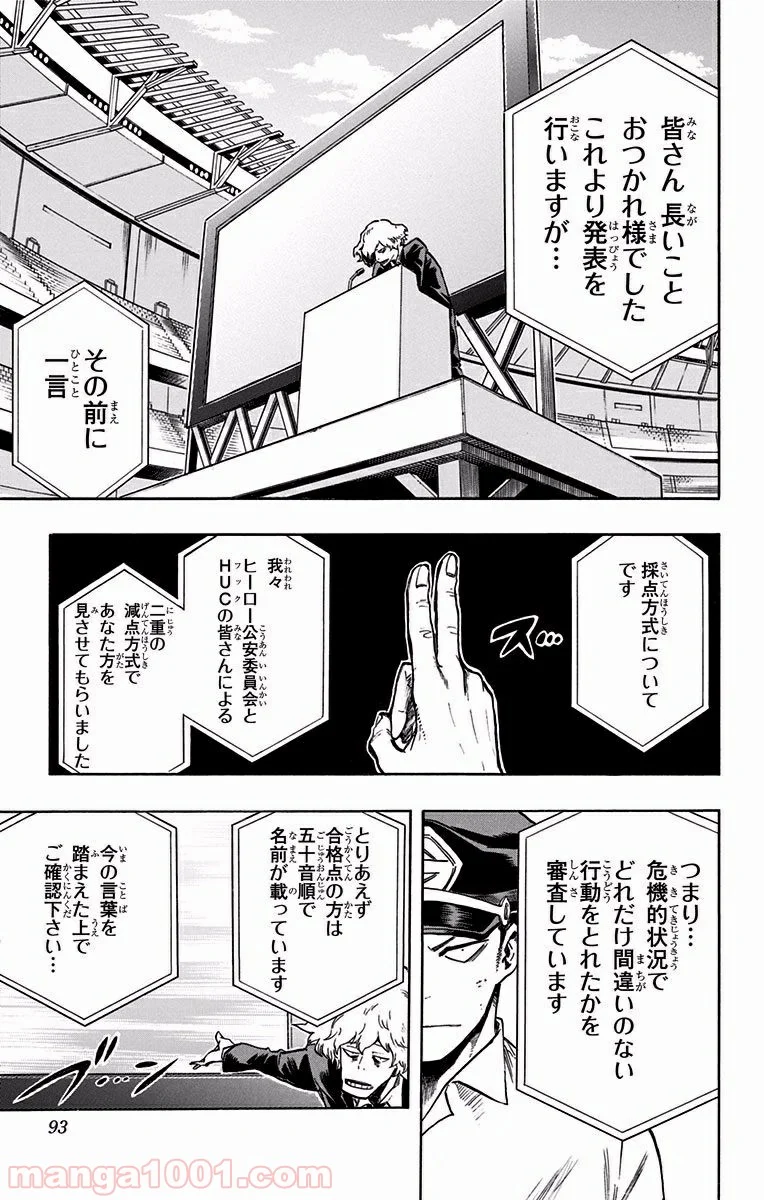 皆さん 長いこと
おつかれ様でした
これより発表を
行いますが…
その前に
一言
採点方式について
です
我々
ヒーロー公安委員会と
HUCの皆さんによる
二重の
減点方式で
あなた方を
見させてもらいました
ス…
つまり…
危機的状況で
どれだけ間違いのない
行動をとれたかを
審査しています
とりあえず
合格点の方は
五十音順で
名前が載っています
今の言葉を
踏まえた上で
ご確認下さい…
バッ
93
manga1001.com